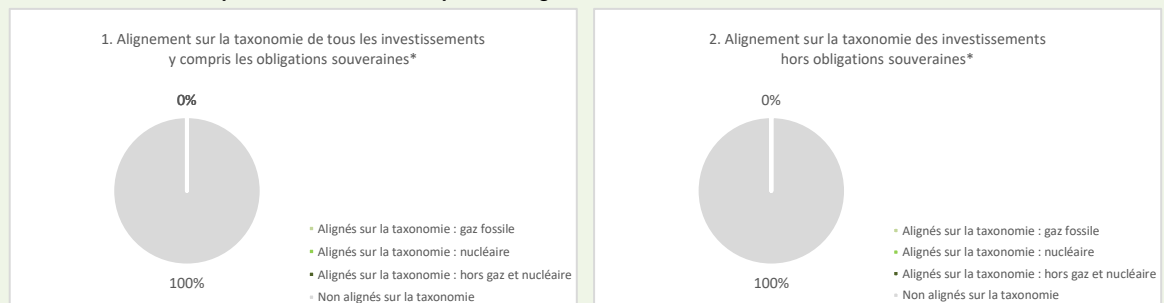 1. Alignement sur la taxonomie de tous les investissements
y compris les obligations souveraines*
0%
100%
Alignés sur la taxonomie : gaz fossile
Alignés sur la taxonomie : nucléaire
Alignés sur la taxonomie : hors gaz et nucléaire
Non alignés sur la taxonomie
2. Alignement sur la taxonomie des investissements
hors obligations souveraines*
0%
100%
Alignés sur la taxonomie : gaz fossile
Alignés sur la taxonomie : nucléaire
Alignés sur la taxonomie : hors gaz et nucléaire
Non alignés sur la taxonomie